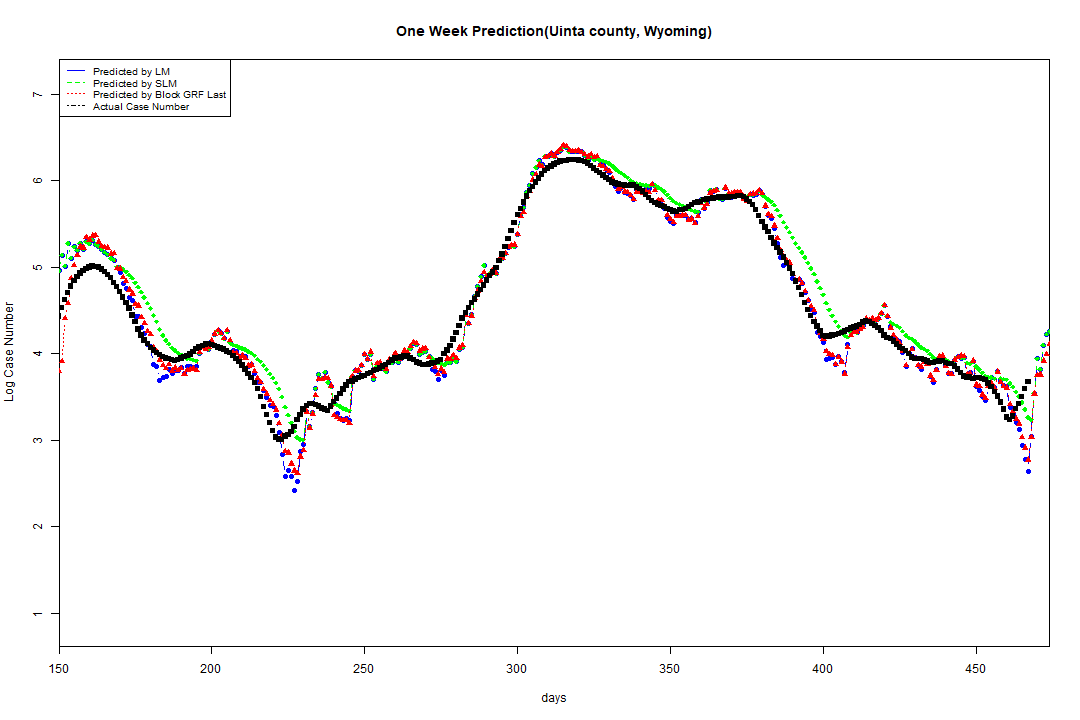 One Week Prediction(Uinta county, Wyoming)
Predicted by LM
Predicted by SLM
Predicted by Block GRF Last
Actual Case Number
7
6
5
4
3
2
1
Log Case Number
150 200 250 300 350 400 450
days